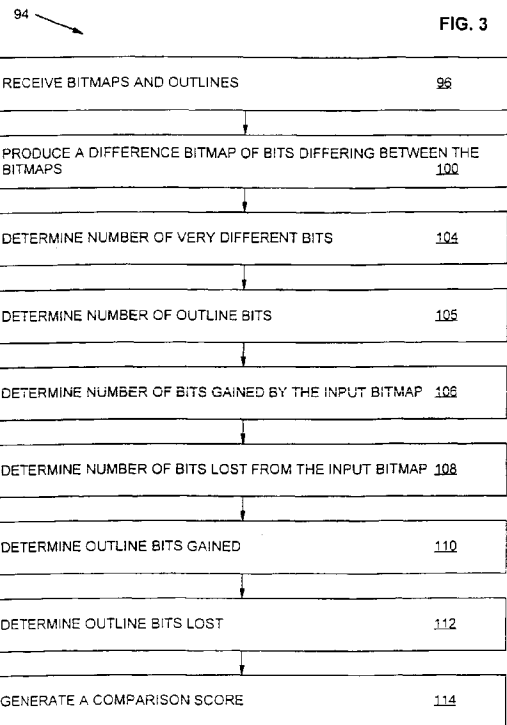 94
FIG. 3
RECEIVE BITMAPS AND OUTLINES 96
PRODUCE A DIFFERENCE BITMAP OF BITS DIFFERING BETWEEN THE
BITMAPS 100
DETERMINE NUMBER OF VERY DIFFERENT BITS 104
DETERMINE NUMBER OF OUTLINE BITS 105
DETERMINE NUMBER OF BITS GAINED BY THE INPUT BITMAP 106
DETERMINE NUMBER OF BITS LOST FROM THE INPUT BITMAP 108
DETERMINE OUTLINE BITS GAINED 110
DETERMINE OUTLINE BITS LOST 112
GENERATE A COMPARISON SCORE 114